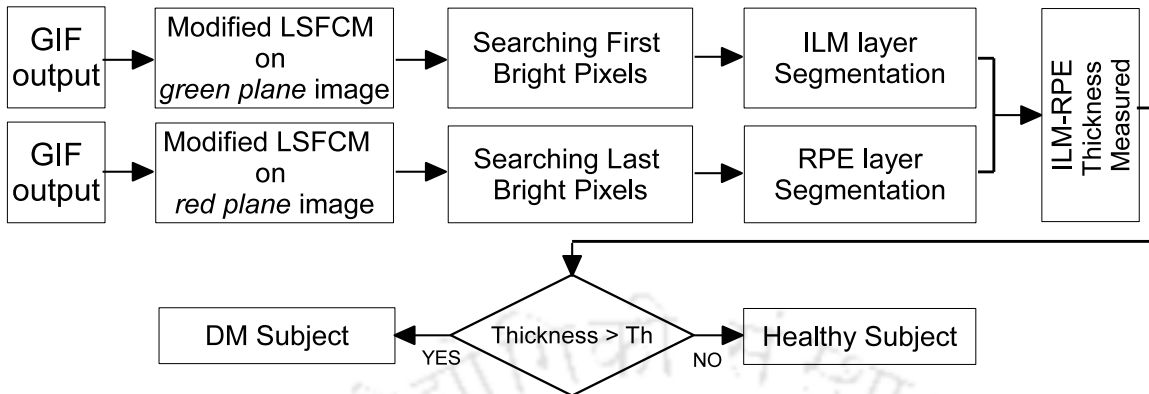 GIF
output
Modified LSFCM
on
green plane image
Searching First
Bright Pixels
ILM layer
Segmentation
GIF
output
Modified LSFCM
on
red plane image
Searching Last
Bright Pixels
RPE layer
Segmentation
ILM-RPE
Thickness
Measured
DM Subject
YES
Thickness > Th
NO
Healthy Subject